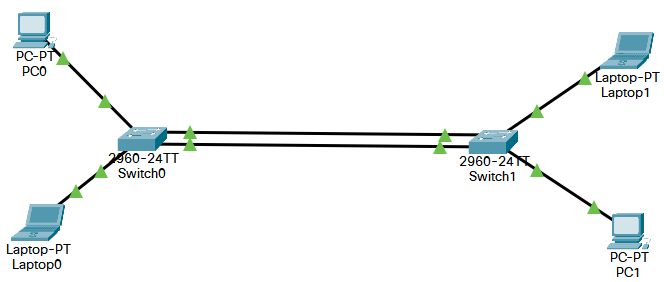 PC-PT
PC0
Laptop-PT
Laptop1
2960-24TT
Switch0
2960-24TT
Switch1
Laptop-PT
Laptop0
PC-PT
PC1